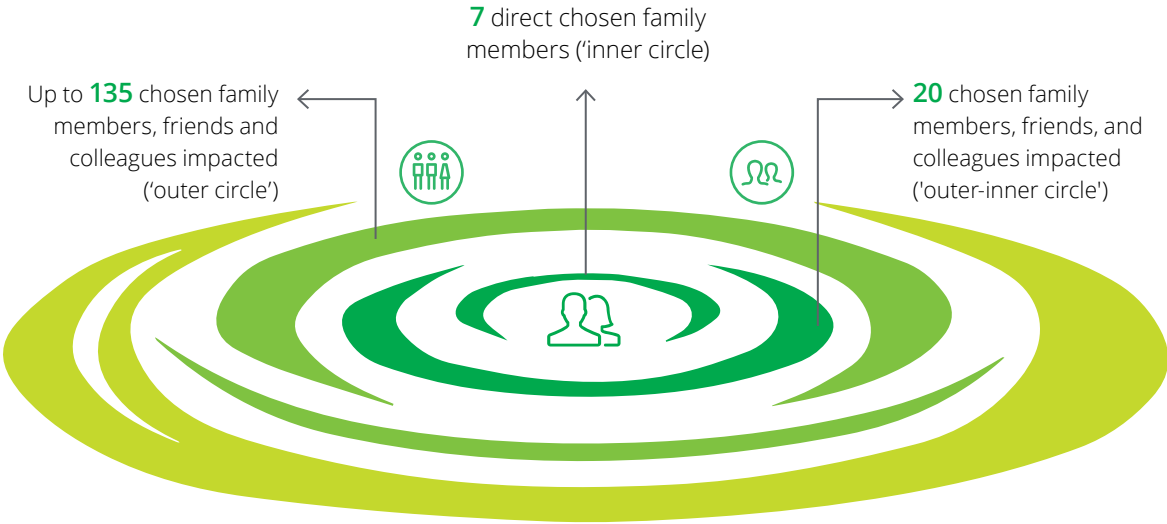 7 direct chosen family
members (‘inner circle)
Up to 135 chosen family
members, friends and
colleagues impacted
(‘outer circle’)
20 chosen family
members, friends, and
colleagues impacted
('outer-inner circle')